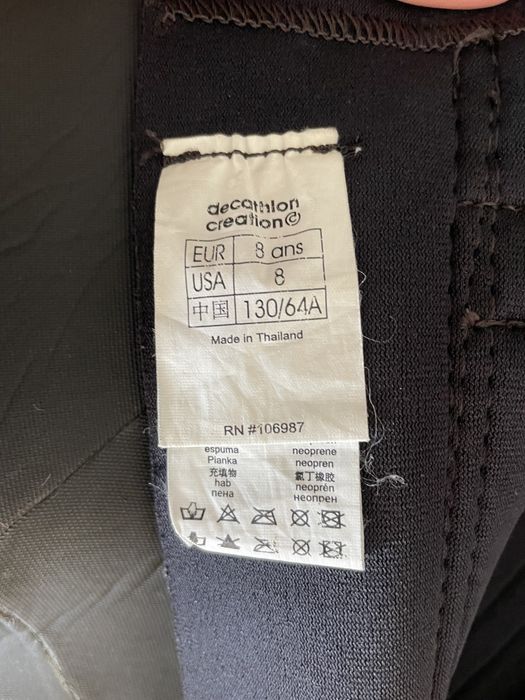 decathlon
creation©
EUR 8 ans
USA 8
中国 130/64A
Made in Thailand
RN #106987
espuma neoprene
Pianka neopren
充填物 氯丁橡胶
hab neoprén
пена неопрен